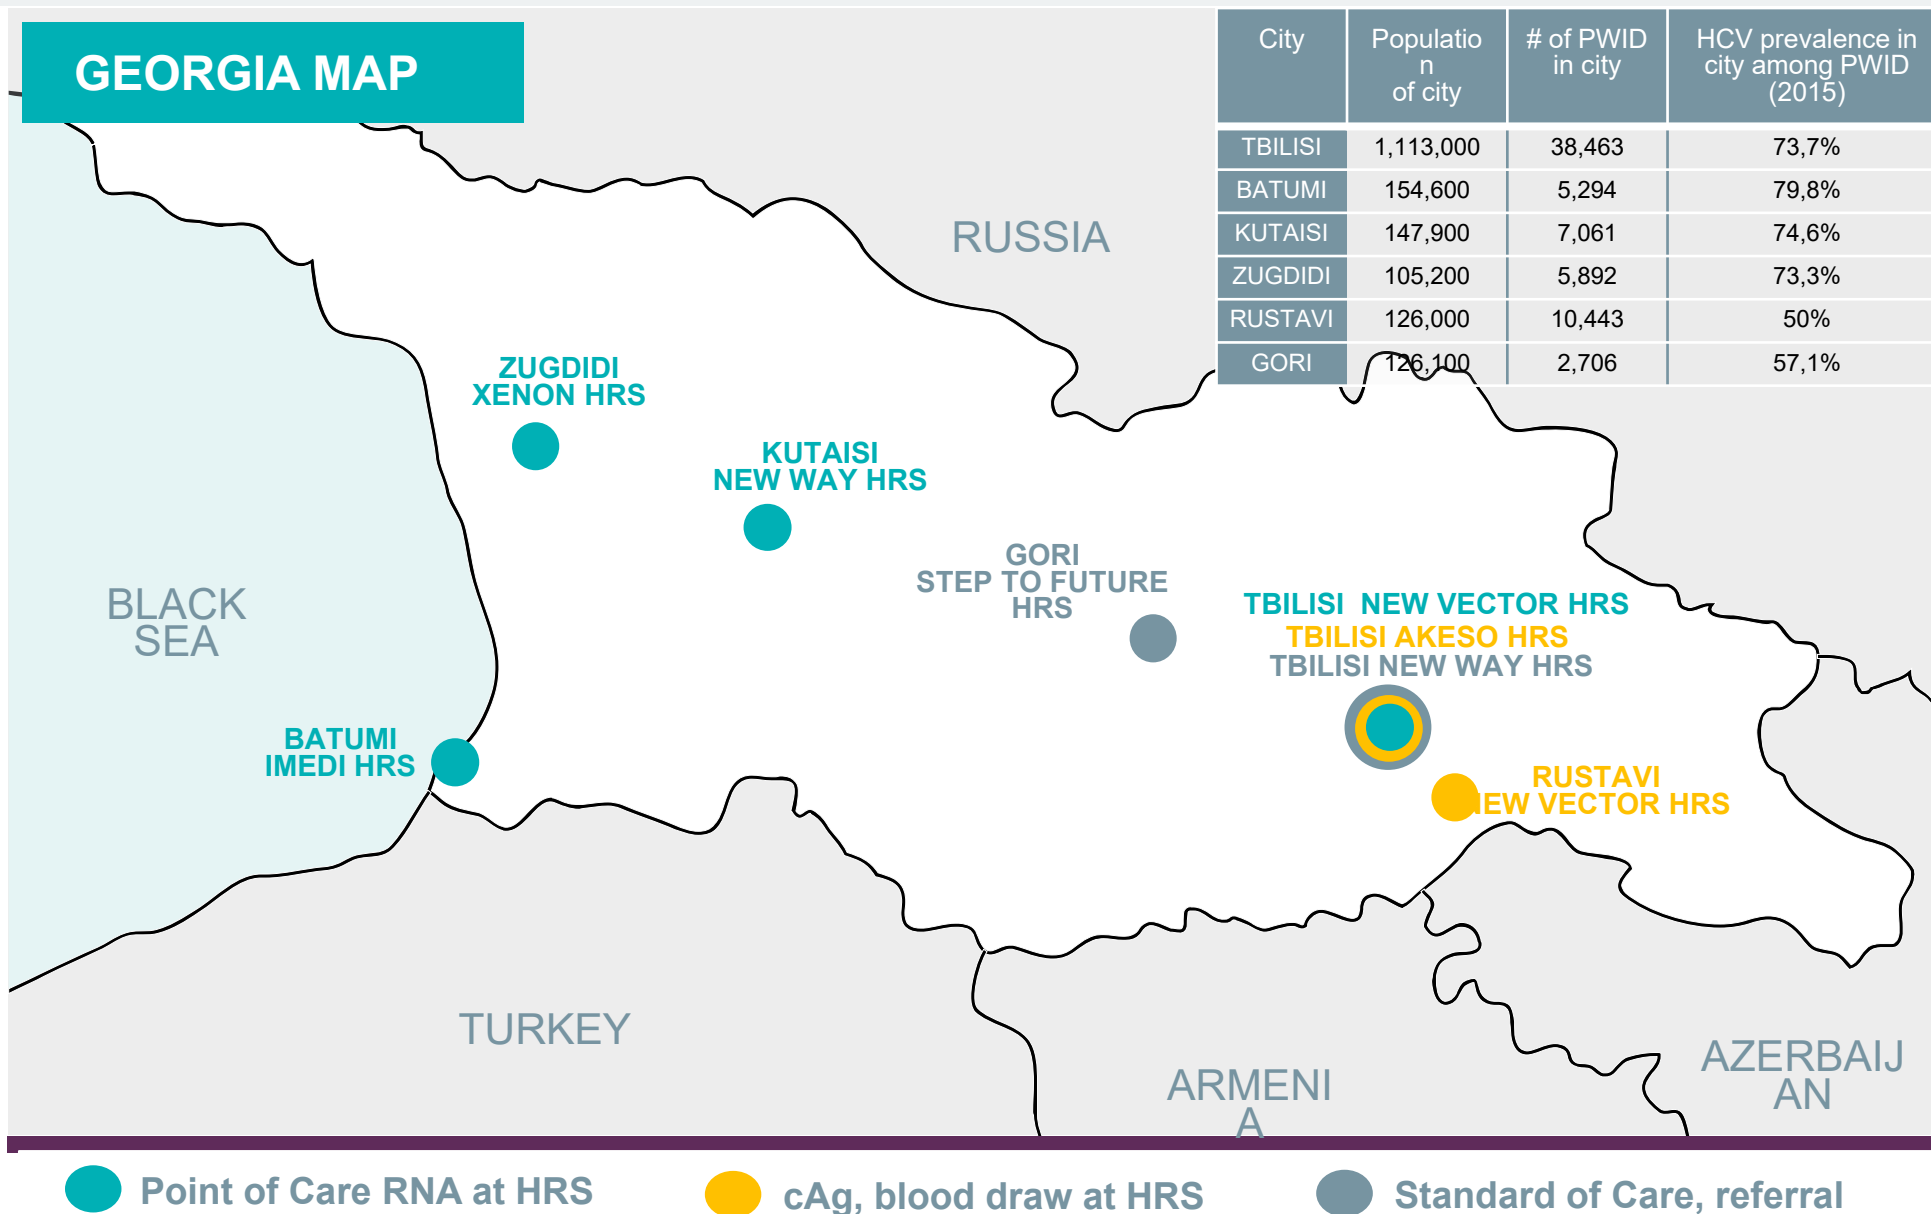 GEORGIA MAP
City Populatio n of city # of PWID in city HCV prevalence in city among PWID (2015)
TBILISI 1,113,000 38,463 73,7%
BATUMI 154,600 5,294 79,8%
KUTAISI 147,900 7,061 74,6%
ZUGDIDI 105,200 5,892 73,3%
RUSTAVI 126,000 10,443 50%
GORI 126,100 2,706 57,1%
RUSSIA
ZUGDIDI
XENON HRS
KUTAISI
NEW WAY HRS
GORI
STEP TO FUTURE
HRS
TBILISI NEW VECTOR HRS
TBILISI AKESO HRS
TBILISI NEW WAY HRS
BLACK
SEA
BATUMI
IMEDI HRS
RUSTAVI
NEW VECTOR HRS
TURKEY
ARMENI
A
AZERBAIJ
AN
Point of Care RNA at HRS
cAg, blood draw at HRS
Standard of Care, referral